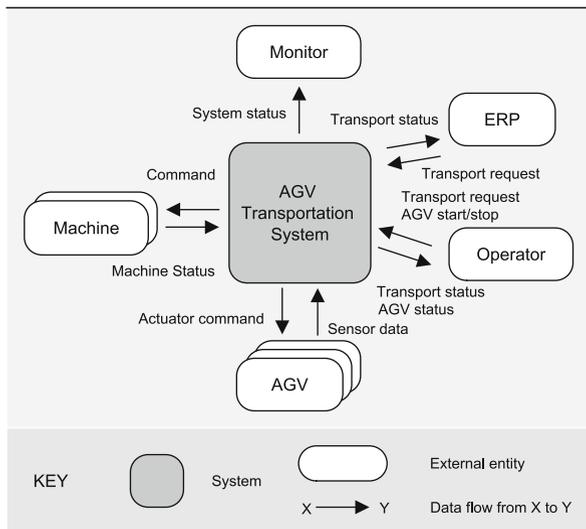 Monitor
System status
Transport status
ERP
Transport request
Command
AGV
Transportation
System
Transport request
AGV start/stop
Machine
Operator
Machine Status
Transport status
AGV status
Actuator command
Sensor data
AGV
KEY
System
External entity
X
Y
Data flow from X to Y